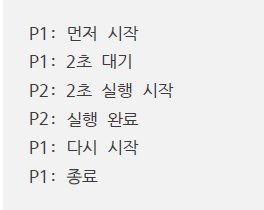 P1: 먼저 시작
P1: 2초 대기
P2: 2초 실행 시작
P2: 실행 완료
P1: 다시 시작
P1: 종료